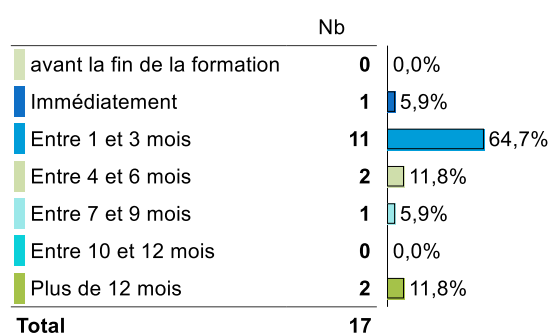 Nb
avant la fin de la formation 0 0,0%
Immédiatement 1 5,9%
Entre 1 et 3 mois 11 64,7%
Entre 4 et 6 mois 2 11,8%
Entre 7 et 9 mois 1 5,9%
Entre 10 et 12 mois 0 0,0%
Plus de 12 mois 2 11,8%
Total 17